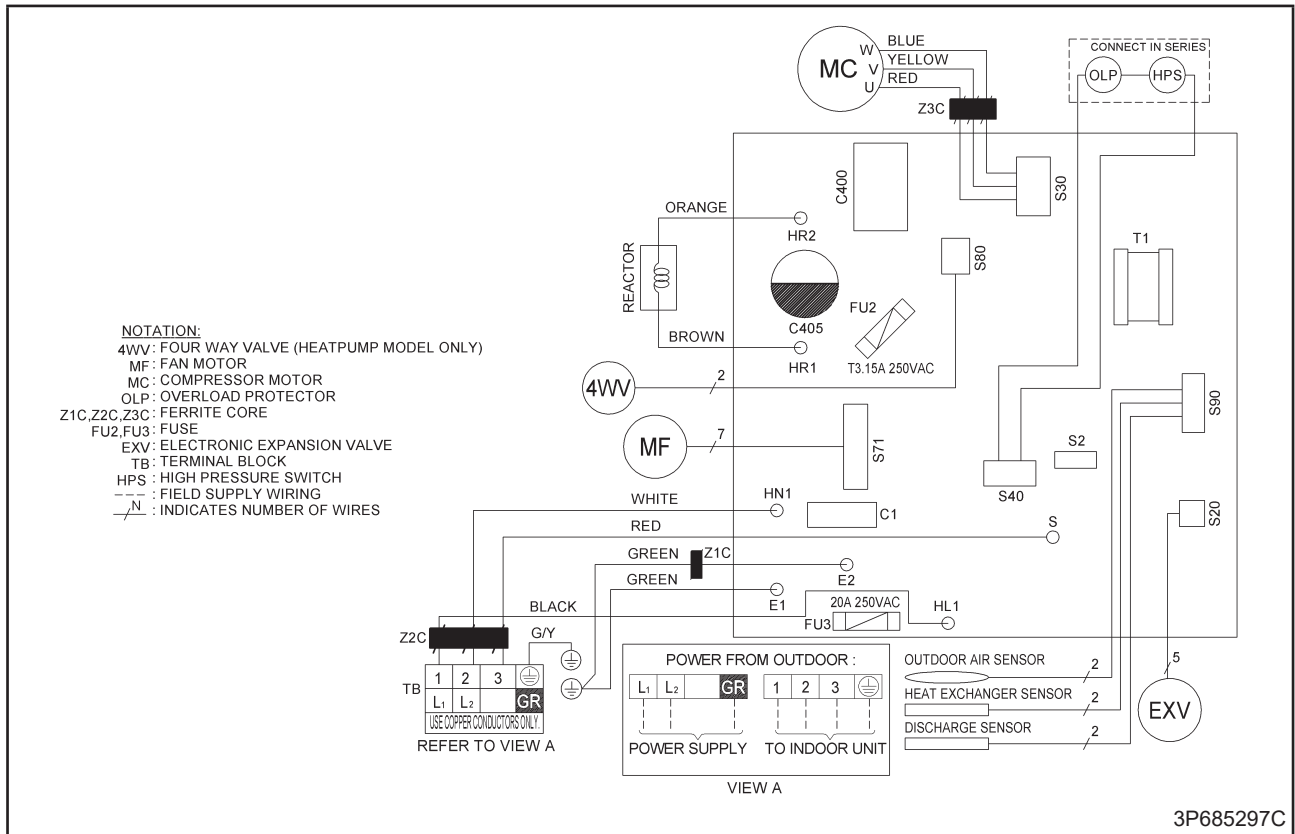 BLUE
YELLOW
RED
W
V
U
MC
Z3C
CONNECT IN SERIES
OLP
HPS
C400
S30
ORANGE
HR2
S80
T1
REACTOR
C405
FU2
T3.15A 250VAC
BROWN
HR1
4WV
2
MF
7
S71
S90
S2
S40
S20
NOTATION:
4WV : FOUR WAY VALVE (HEATPUMP MODEL ONLY)
MF : FAN MOTOR
MC : COMPRESSOR MOTOR
OLP : OVERLOAD PROTECTOR
Z1C,Z2C,Z3C : FERRITE CORE
FU2,FU3 : FUSE
EXV : ELECTRONIC EXPANSION VALVE
TB : TERMINAL BLOCK
HPS : HIGH PRESSURE SWITCH
--- : FIELD SUPPLY WIRING
N : INDICATES NUMBER OF WIRES
WHITE
HN1
C1
RED
S
GREEN
Z1C
E2
GREEN
E1
BLACK
20A 250VAC
FU3
HL1
Z2C
G/Y
TB
1 2 3
L1 L2 GR
USE COPPER CONDUCTORS ONLY.
REFER TO VIEW A
POWER FROM OUTDOOR :
L1 L2 GR 1 2 3
POWER SUPPLY TO INDOOR UNIT
VIEW A
OUTDOOR AIR SENSOR
2
HEAT EXCHANGER SENSOR
2
DISCHARGE SENSOR
2
5
EXV
3P685297C